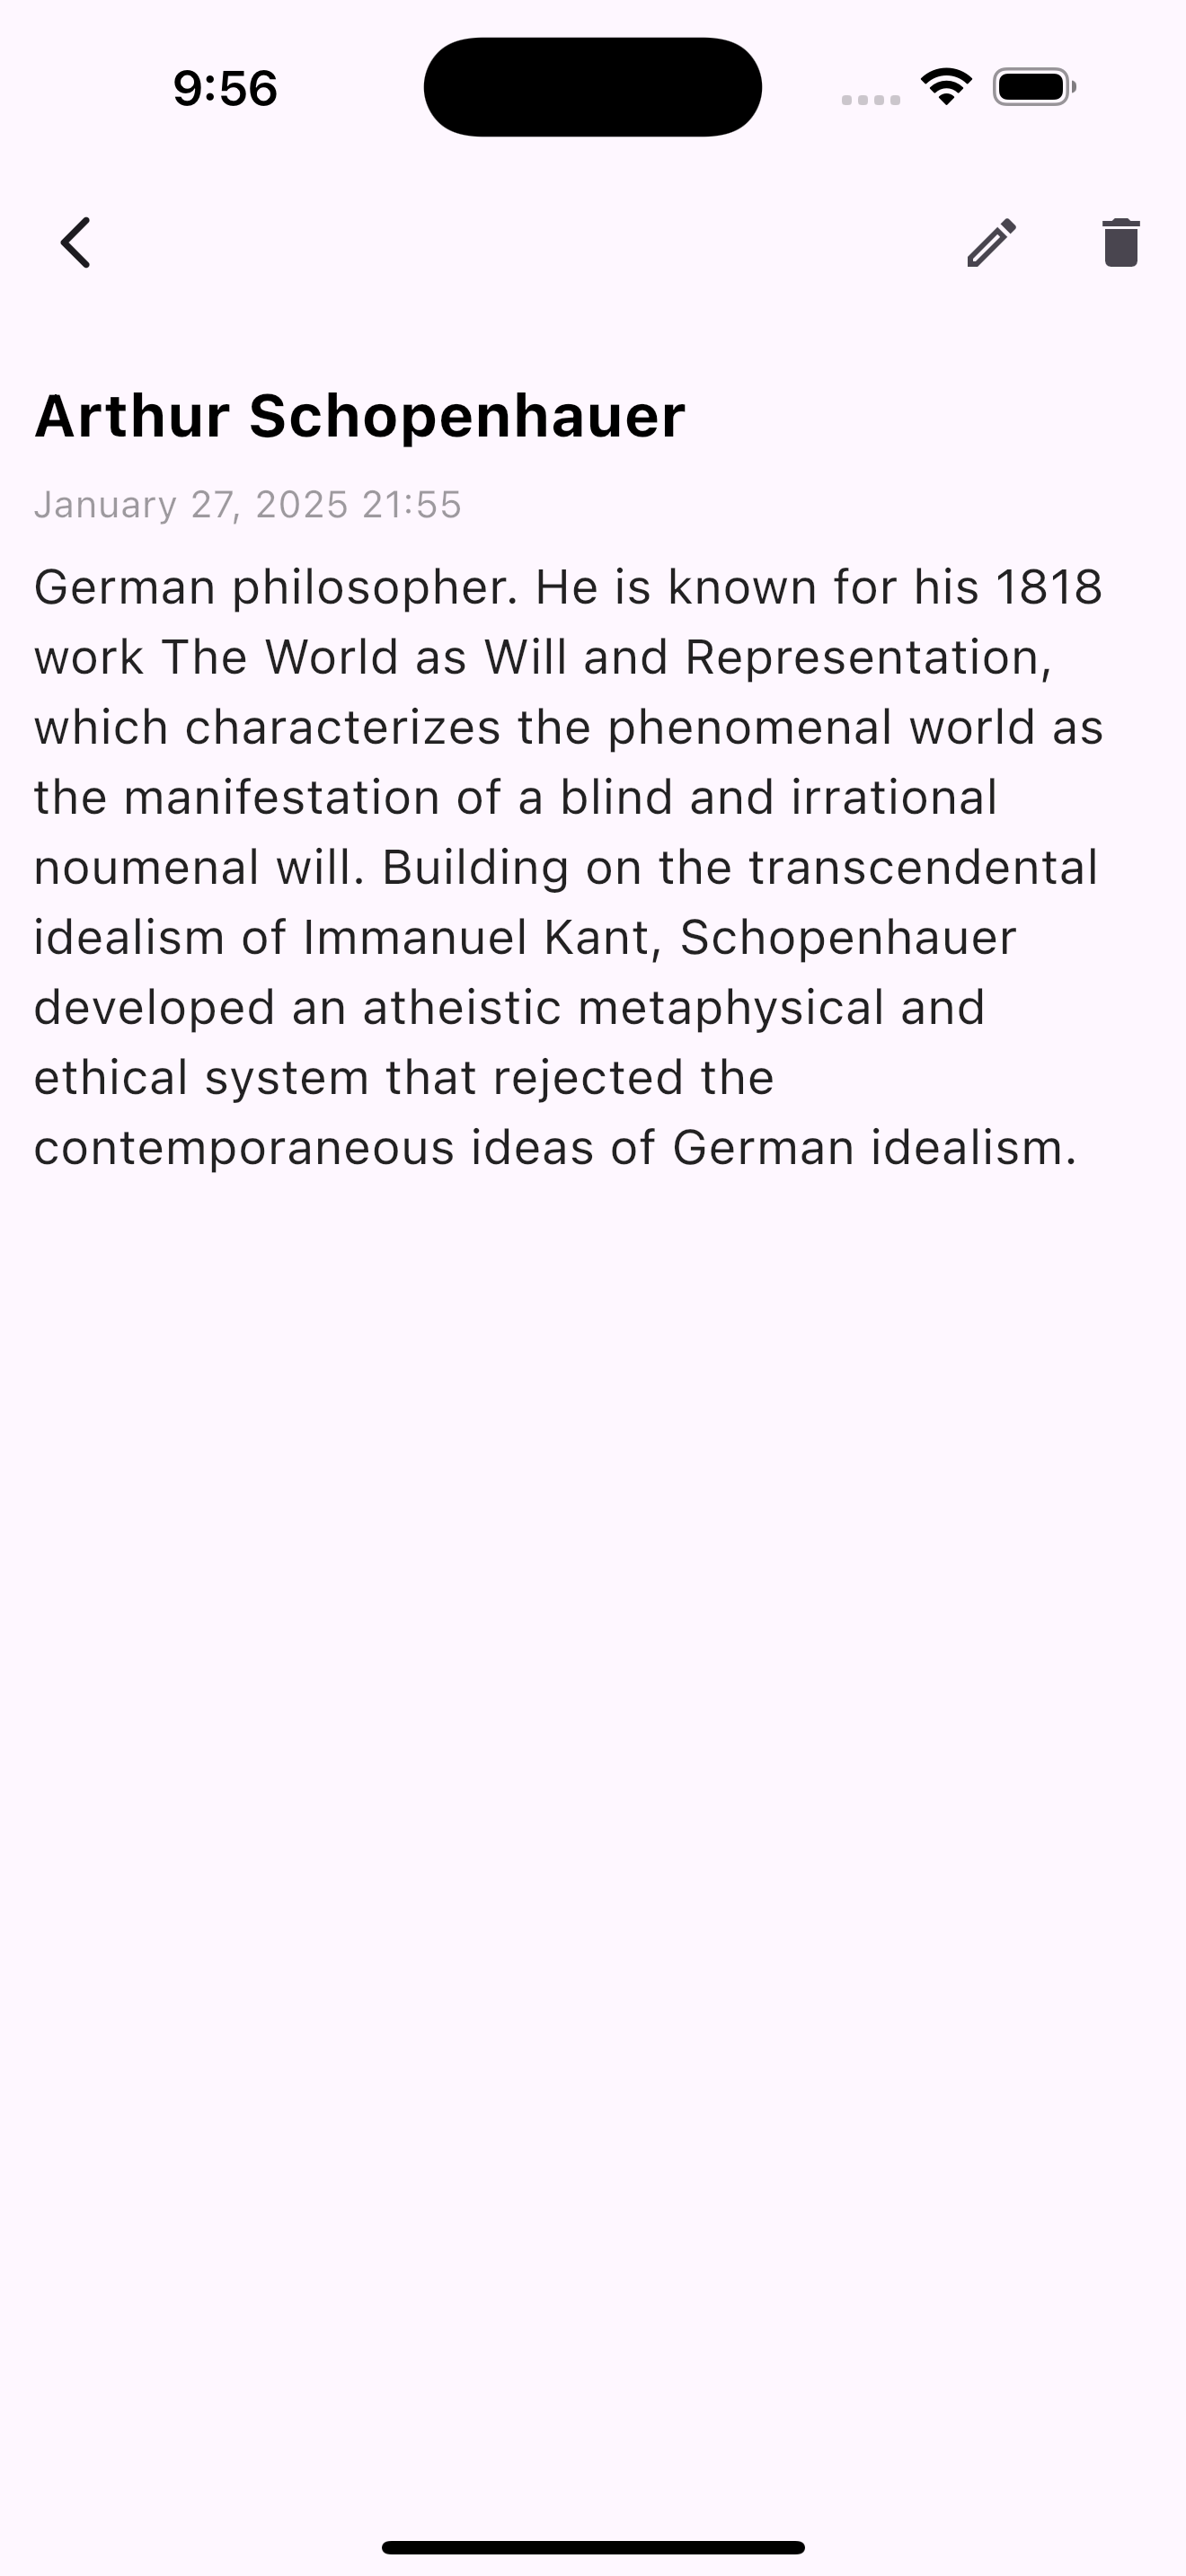 9:56
Arthur Schopenhauer
January 27, 2025 21:55
German philosopher. He is known for his 1818
work The World as Will and Representation,
which characterizes the phenomenal world as
the manifestation of a blind and irrational
noumenal will. Building on the transcendental
idealism of Immanuel Kant, Schopenhauer
developed an atheistic metaphysical and
ethical system that rejected the
contemporaneous ideas of German idealism.